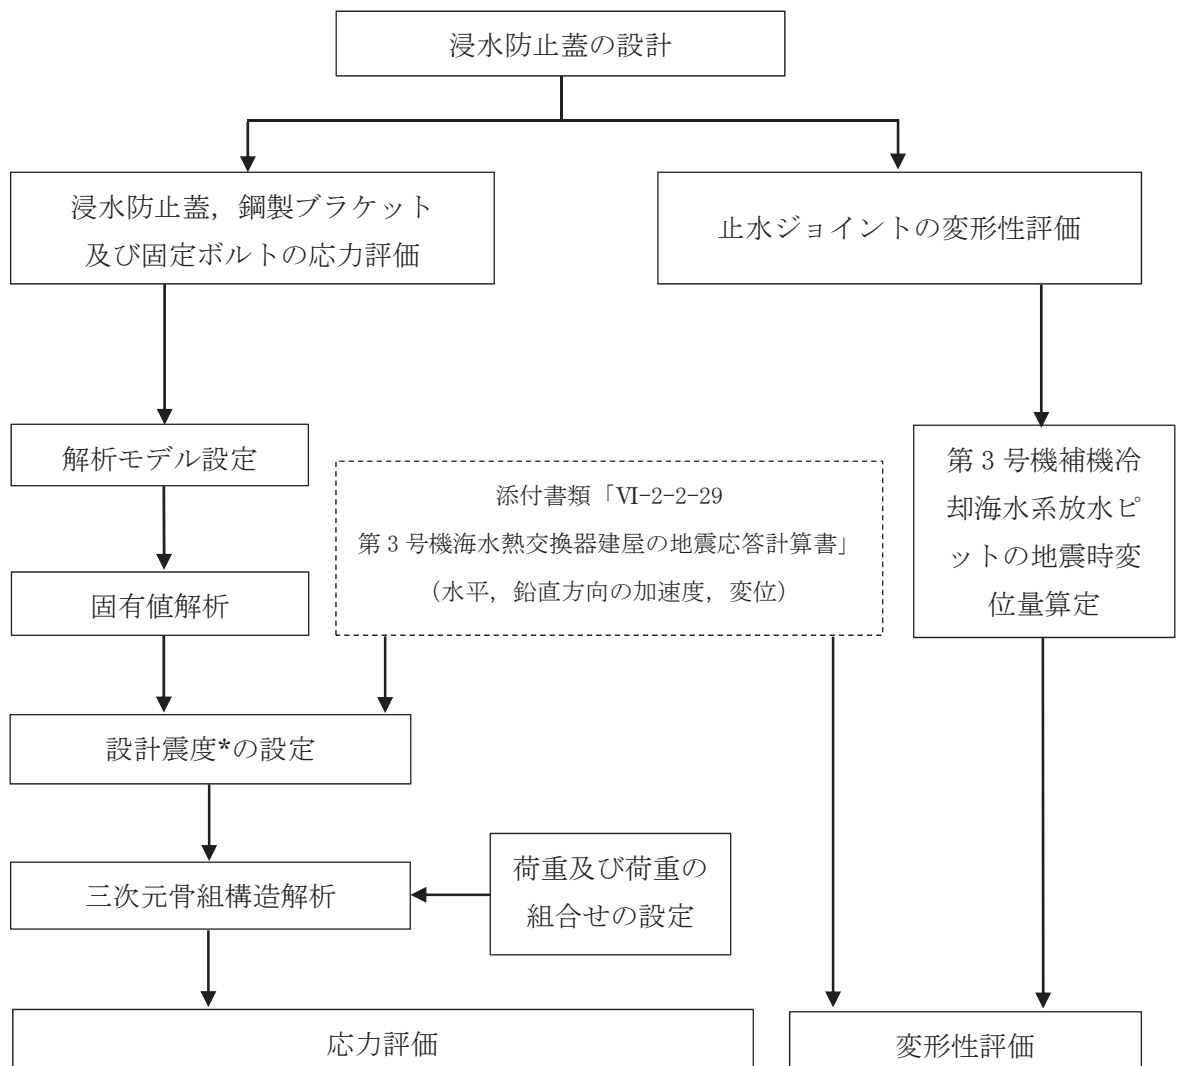 浸水防止蓋の設計
浸水防止蓋，鋼製ブラケット
及び固定ボルトの応力評価
止水ジョイントの変形性評価
解析モデル設定
添付書類「Ⅵ-2-2-29
第３号機海水熱交換器建屋の地震応答計算書」
（水平，鉛直方向の加速度，変位）
第３号機補機冷
却海水系放水ピ
ットの地震時変
位量算定
固有値解析
設計震度*の設定
三次元骨組構造解析
荷重及び荷重の
組合せの設定
応力評価
変形性評価